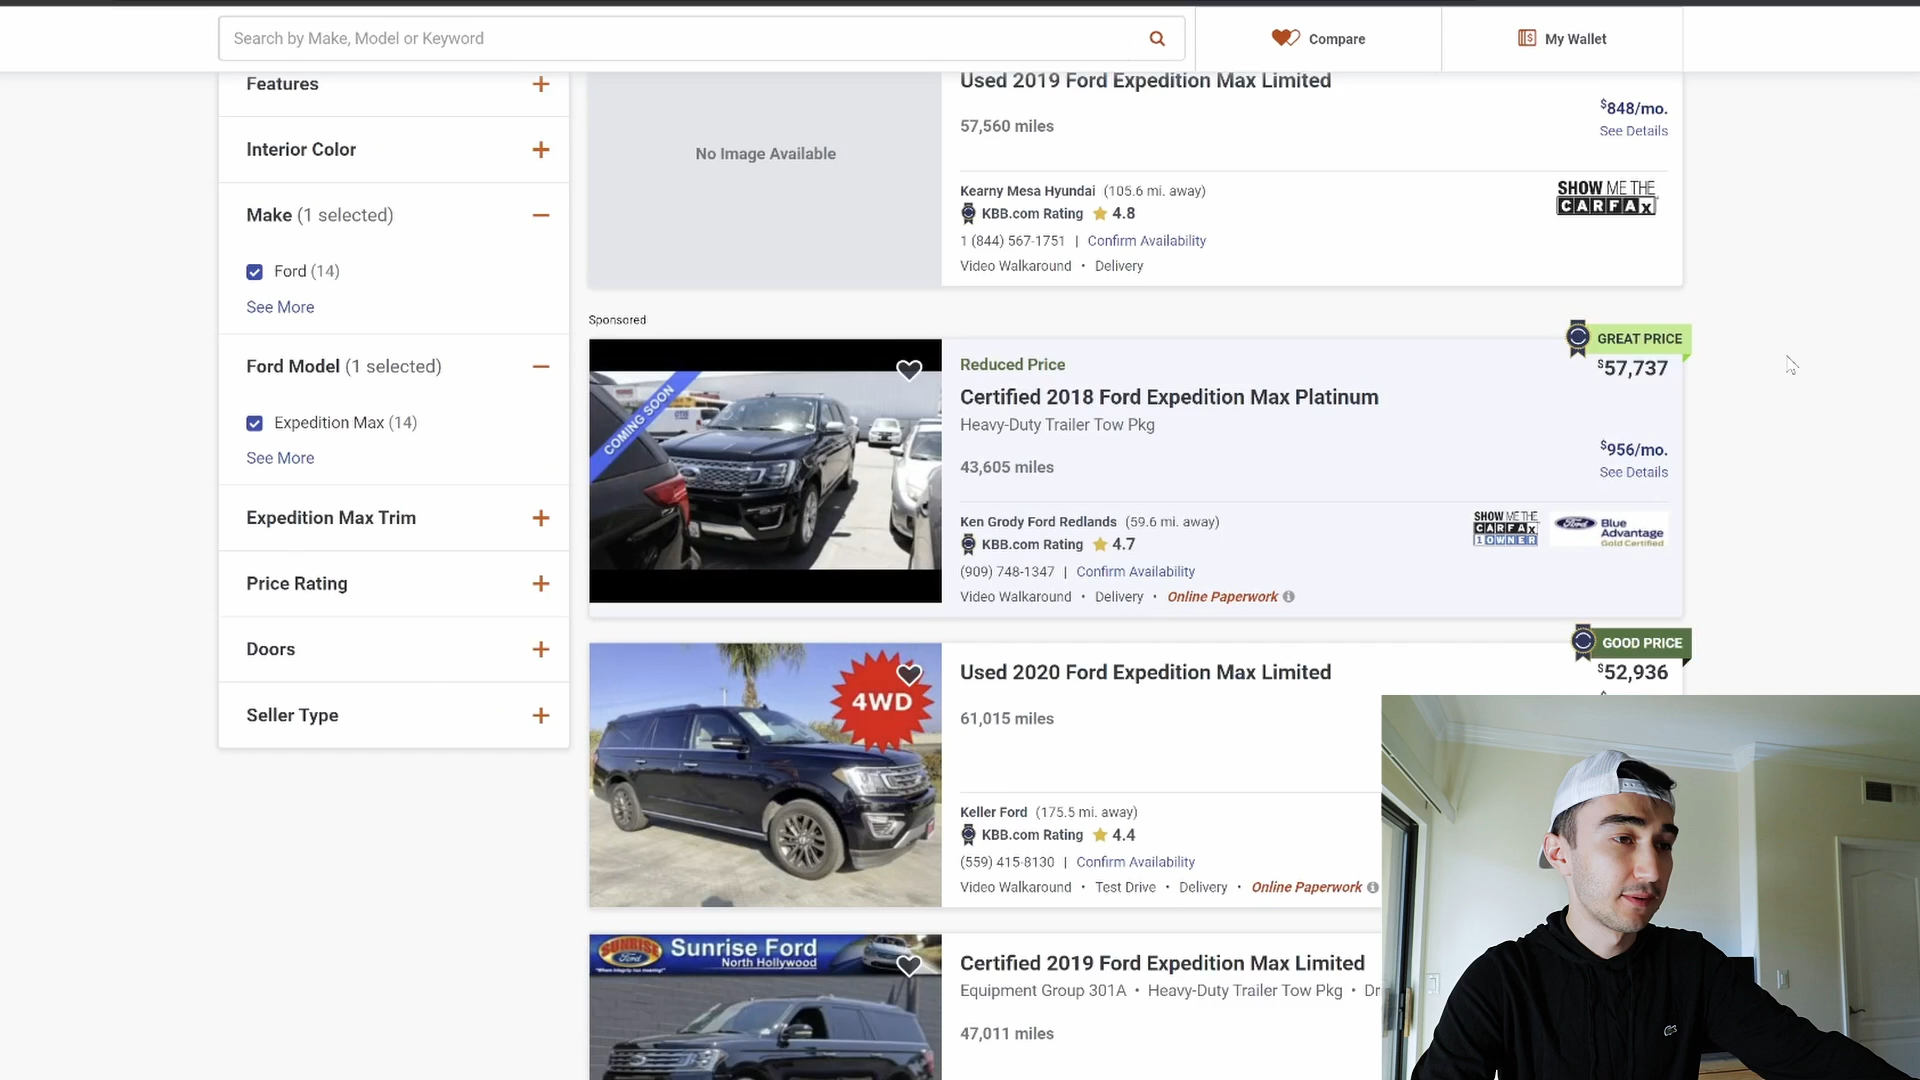 Search by Make, Model or Keyword
Compare
My Wallet
Features
Interior Color
Make (1 selected)
Ford (14)
See More
Ford Model (1 selected)
Expedition Max (14)
See More
Expedition Max Trim
Price Rating
Doors
Seller Type
No Image Available
Used 2019 Ford Expedition Max Limited
57,560 miles
$848/mo.
See Details
Kearny Mesa Hyundai (105.6 mi. away)
KBB.com Rating 4.8
1 (844) 567-1751 | Confirm Availability
Video Walkaround • Delivery
SHOW ME THE
CARFAX
Sponsored
COMING SOON
GREAT PRICE
Reduced Price
$57,737
Certified 2018 Ford Expedition Max Platinum
Heavy-Duty Trailer Tow Pkg
43,605 miles
$956/mo.
See Details
Ken Grody Ford Redlands (59.6 mi. away)
KBB.com Rating 4.7
(909) 748-1347 | Confirm Availability
Video Walkaround • Delivery • Online Paperwork
SHOW ME THE
CARFAX
1 OWNER
Ford
Blue
Advantage
Gold Certified
4WD
GOOD PRICE
Used 2020 Ford Expedition Max Limited
$52,936
61,015 miles
Keller Ford (175.5 mi. away)
KBB.com Rating 4.4
(559) 415-8130 | Confirm Availability
Video Walkaround • Test Drive • Delivery • Online Paperwork
SUNRISE
Ford
"Where integrity has meaning"
Sunrise Ford
North Hollywood
Certified 2019 Ford Expedition Max Limited
Equipment Group 301A • Heavy-Duty Trailer Tow Pkg • Dr
47,011 miles